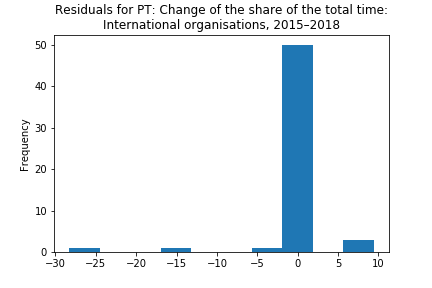 Residuals for PT: Change of the share of the total time:
International organisations, 2015–2018
Frequency
50
40
30
20
10
0
−30 −25 −20 −15 −10 −5 0 5 10